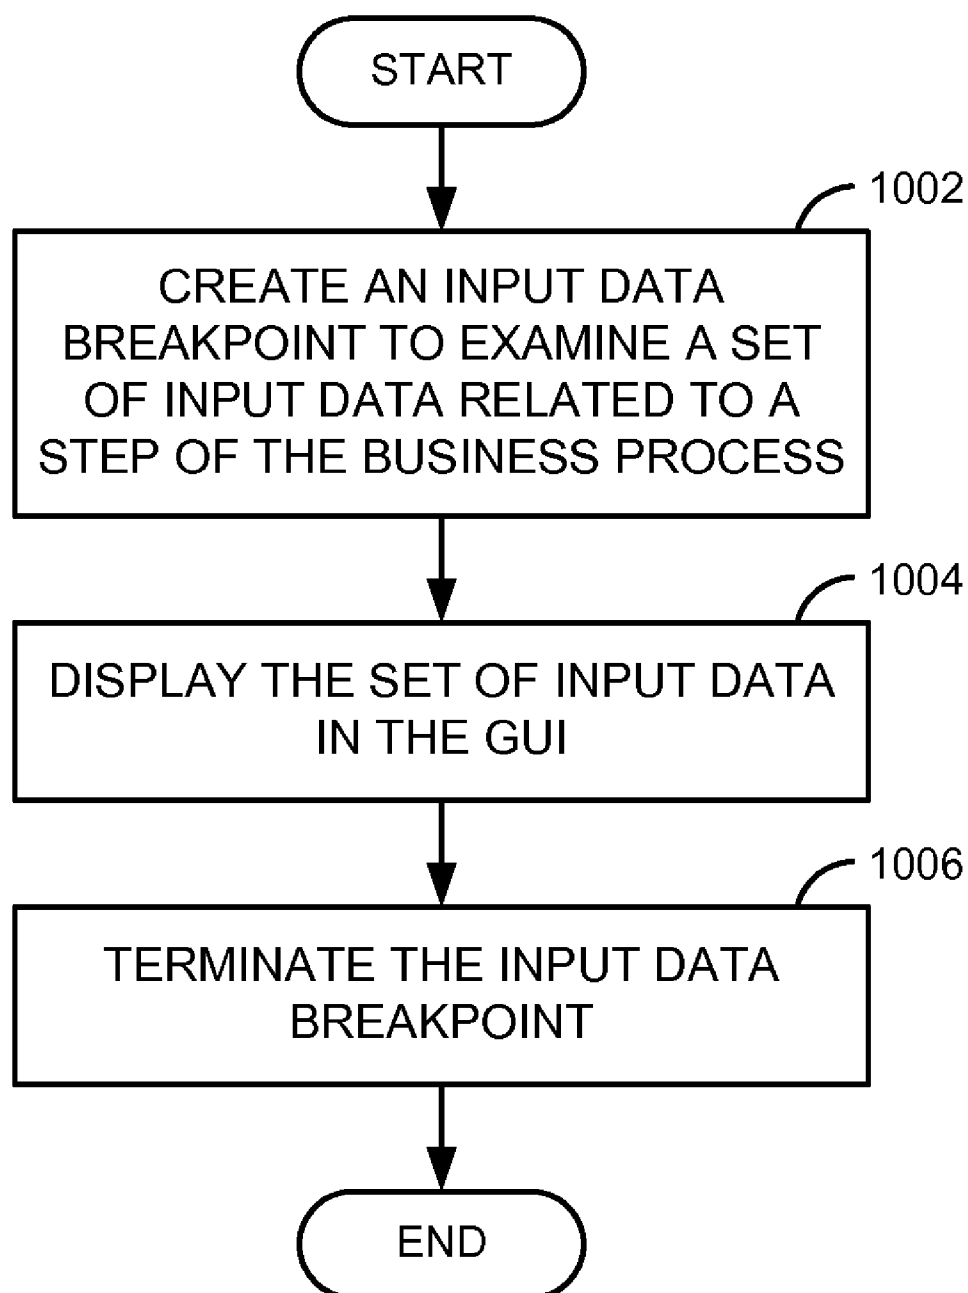 START
1002
CREATE AN INPUT DATA
BREAKPOINT TO EXAMINE A SET
OF INPUT DATA RELATED TO A
STEP OF THE BUSINESS PROCESS
1004
DISPLAY THE SET OF INPUT DATA
IN THE GUI
1006
TERMINATE THE INPUT DATA
BREAKPOINT
END